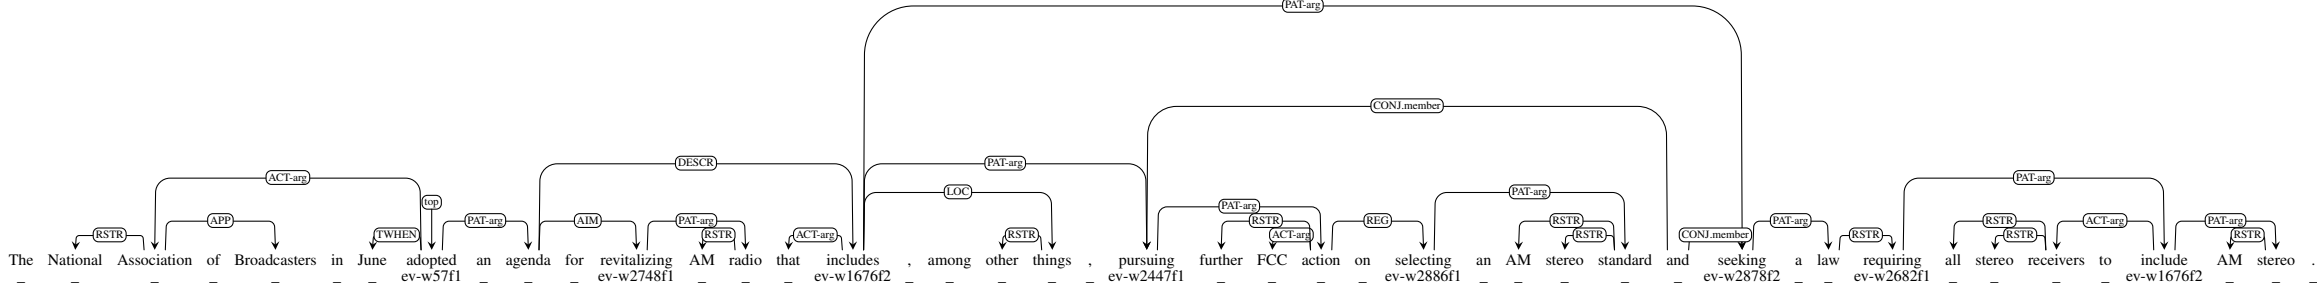 PAT-arg
CONJ.member
DESCR PAT-arg
ACT-arg PAT-arg
top LOC PAT-arg
PAT-arg
APP PAT-arg AIM PAT-arg RSTR REG RSTR PAT-arg RSTR ACT-arg PAT-arg
RSTR TWHEN RSTR ACT-arg RSTR ACT-arg RSTR CONJ.member RSTR RSTR RSTR
The National Association of Broadcasters in June adopted an agenda for revitalizing AM radio that includes , among other things , pursuing further FCC action on selecting an AM stereo standard and seeking a law requiring all stereo receivers to include AM stereo .
_ _ _ _ _ _ _ ev-w57f1 _ _ _ ev-w2748f1 _ _ _ ev-w1676f2 _ _ _ _ _ ev-w2447f1 _ _ _ _ ev-w2886f1 _ _ _ _ _ ev-w2878f2 _ _ ev-w2682f1 _ _ _ _ ev-w1676f2 _ _ _